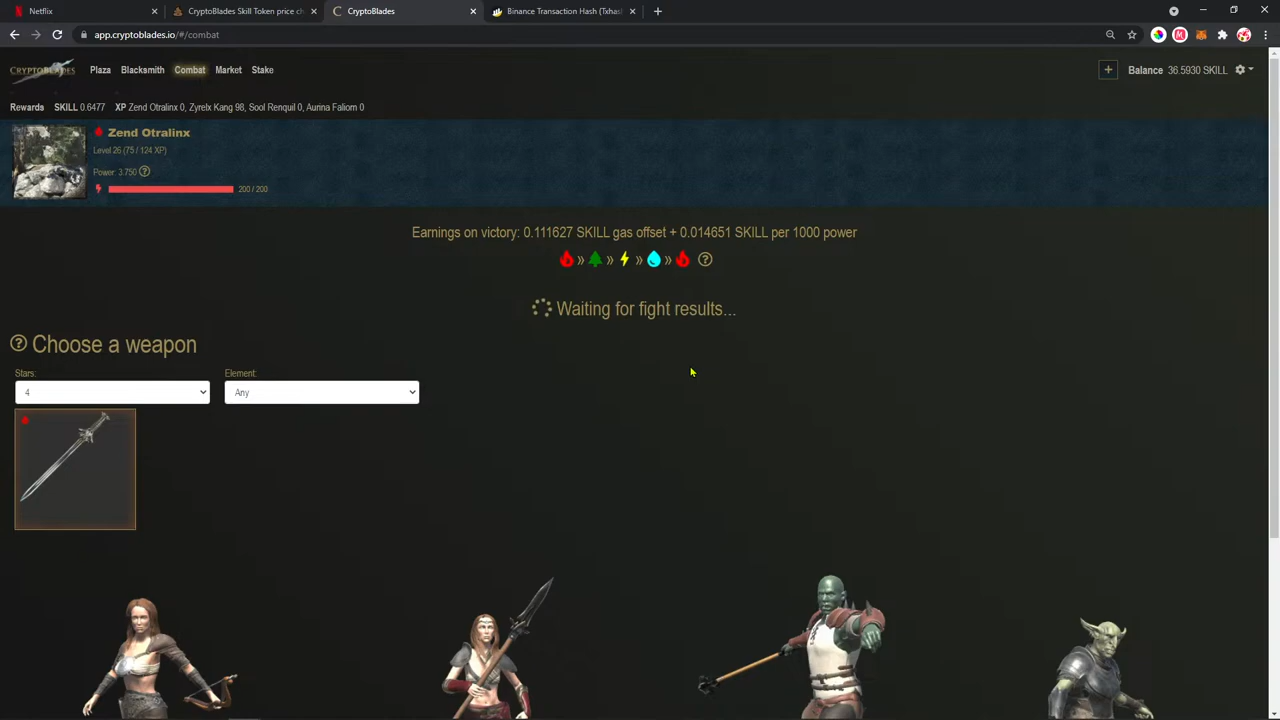 Netflix
CryptoBlades Skill Token price ch
CryptoBlades
Binance Transaction Hash (Txhas
app.cryptoblades.io/#/combat
CRYPTOBLADES
Plaza Blacksmith Combat Market Stake
Balance 36.5930 SKILL
Rewards SKILL 0.6477 XP Zend Otralinx 0, Zyrelx Kang 98, Sool Renquil 0, Aurina Faliom 0
Zend Otralinx
Level 26 (75 / 124 XP)
Power: 3.750
200 / 200
Earnings on victory: 0.111627 SKILL gas offset + 0.014651 SKILL per 1000 power
» » » »
Waiting for fight results...
Choose a weapon
Stars: Element:
4 Any